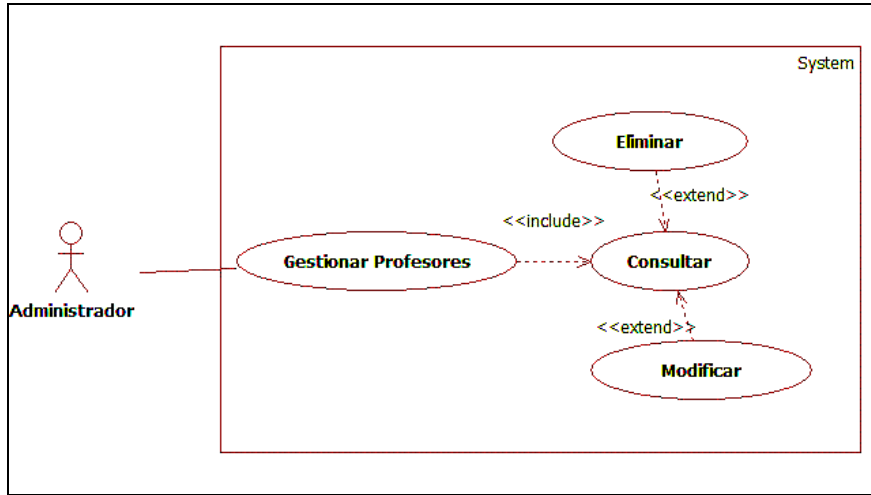 System
Eliminar
<<extend>>
<<include>>
Gestionar Profesores
Consultar
Administrador
<<extend>>
Modificar